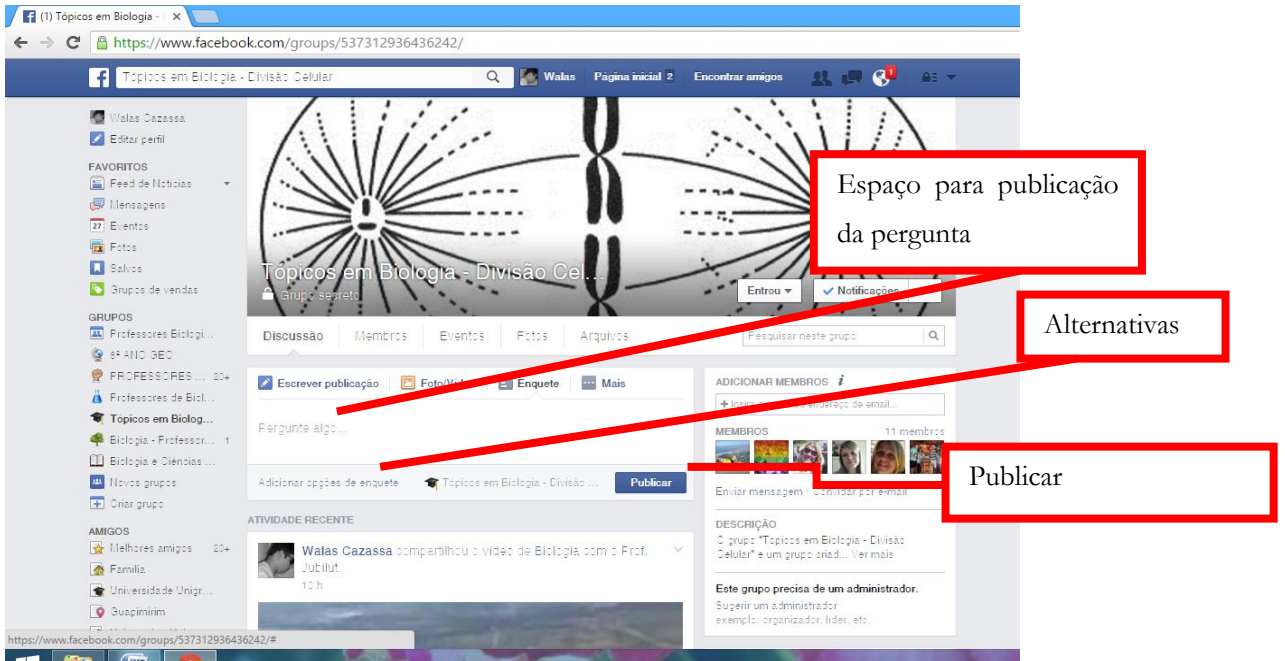 (1) Tópicos em Biologia -
https://www.facebook.com/groups/537312936436242/
Tópicos em Biologia - Divisão Celular
Walas Página inicial 2 Encontrar amigos 1
Walas Cazassa
Editar perfil
FAVORITOS
Feed de Notícias
Mensagens
27 Eventos
Fotos
Salvos
Grupos de vendas
GRUPOS
Professores Biologi...
8º ANO GEO
PROFESSORES ... 20+
Professores de Biol...
Tópicos em Biolog...
Biologia - Professor... 1
Biologia e Ciências ...
Novos grupos
Criar grupo
AMIGOS
Melhores amigos 20+
Família
Universidade Unigr...
Guapimirim
https://www.facebook.com/groups/537312936436242/#
Tópicos em Biologia - Divisão Cel...
Grupo secreto
Entrou Notificações
Discussão Membros Eventos Fotos Arquivos
Pesquisar neste grupo
Escrever publicação Foto/Vídeo Enquete Mais
Pergunte algo...
Adicionar opções de enquete Tópicos em Biologia - Divisão ... Publicar
ATIVIDADE RECENTE
Walas Cazassa compartilhou o vídeo de Biologia com o Prof.
Jubilut.
10 h
ADICIONAR MEMBROS i
endereço de email...
MEMBROS 11 membros
Enviar mensagem · Convidar por e-mail
DESCRIÇÃO
O grupo "Tópicos em Biologia - Divisão
Celular" e um grupo criad... Ver mais
Este grupo precisa de um administrador.
Sugerir um administrador
exemplo: organizador, líder, etc.
Espaço para publicação
da pergunta
Alternativas
Publicar